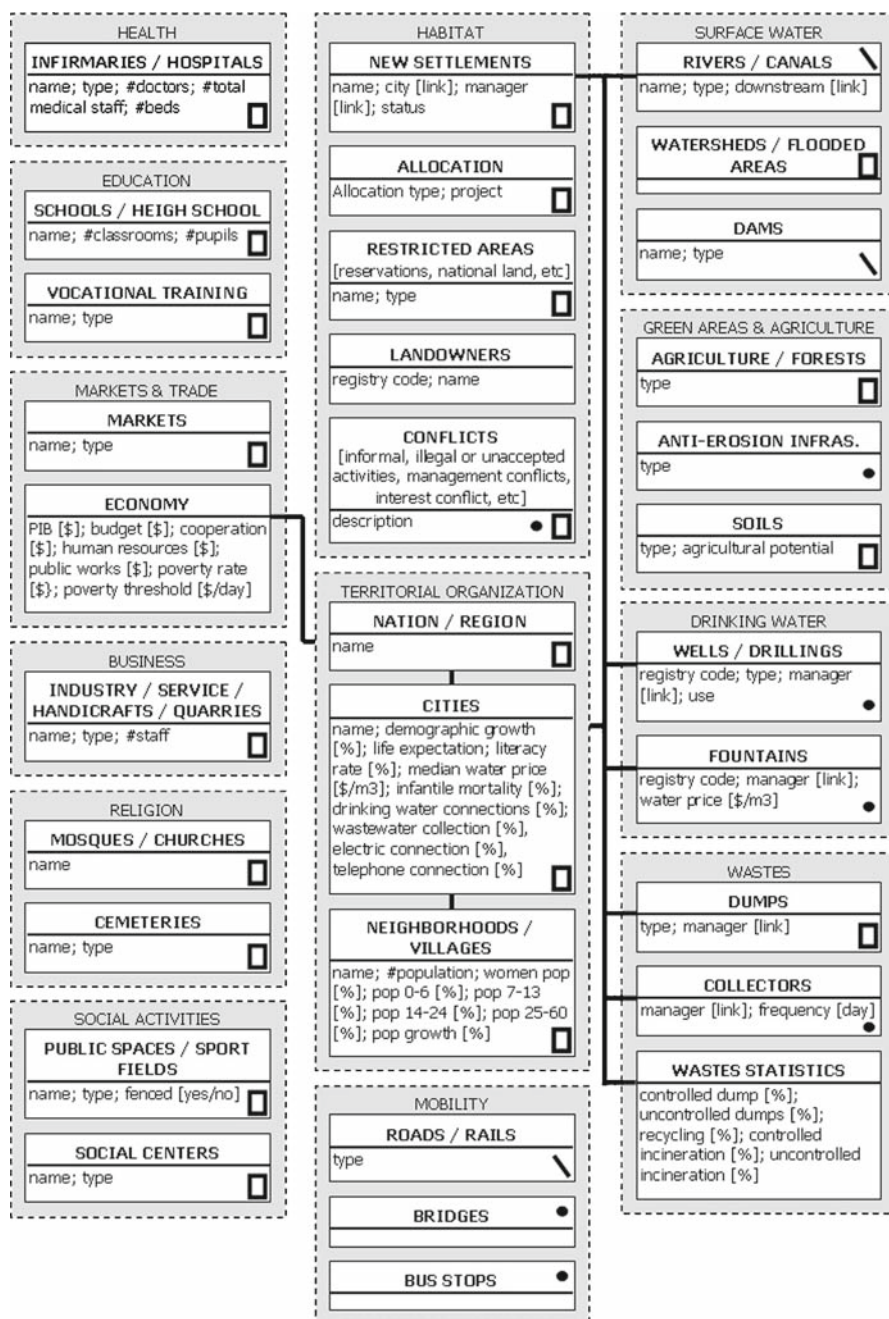 HEALTH
INFIRMARIES / HOSPITALS
name; type; #doctors; #total
medical staff; #beds
EDUCATION
SCHOOLS / HEIGH SCHOOL
name; #classrooms; #pupils
VOCATIONAL TRAINING
name; type
MARKETS & TRADE
MARKETS
name; type
ECONOMY
PIB [$]; budget [$]; cooperation
[$]; human resources [$];
public works [$]; poverty rate
[$}; poverty threshold [$/day]
BUSINESS
INDUSTRY / SERVICE /
HANDICRAFTS / QUARRIES
name; type; #staff
RELIGION
MOSQUES / CHURCHES
name
CEMETERIES
name; type
SOCIAL ACTIVITIES
PUBLIC SPACES / SPORT
FIELDS
name; type; fenced [yes/no]
SOCIAL CENTERS
name; type
HABITAT
NEW SETTLEMENTS
name; city [link]; manager
[link]; status
ALLOCATION
Allocation type; project
RESTRICTED AREAS
[reservations, national land, etc]
name; type
LANDOWNERS
registry code; name
CONFLICTS
[informal, illegal or unaccepted
activities, management conflicts,
interest conflict, etc]
description
TERRITORIAL ORGANIZATION
NATION / REGION
name
CITIES
name; demographic growth
[%]; life expectation; literacy
rate [%]; median water price
[$/m3]; infantile mortality [%];
drinking water connections [%];
wastewater collection [%],
electric connection [%],
telephone connection [%]
NEIGHBORHOODS /
VILLAGES
name; #population; women pop
[%]; pop 0-6 [%]; pop 7-13
[%]; pop 14-24 [%]; pop 25-60
[%]; pop growth [%]
MOBILITY
ROADS / RAILS
type
BRIDGES
BUS STOPS
SURFACE WATER
RIVERS / CANALS
name; type; downstream [link]
WATERSHEDS / FLOODED
AREAS
DAMS
name; type
GREEN AREAS & AGRICULTURE
AGRICULTURE / FORESTS
type
ANTI-EROSION INFRAS.
type
SOILS
type; agricultural potential
DRINKING WATER
WELLS / DRILLINGS
registry code; type; manager
[link]; use
FOUNTAINS
registry code; manager [link];
water price [$/m3]
WASTES
DUMPS
type; manager [link]
COLLECTORS
manager [link]; frequency [day]
WASTES STATISTICS
controlled dump [%];
uncontrolled dumps [%];
recycling [%]; controlled
incineration [%]; uncontrolled
incineration [%]